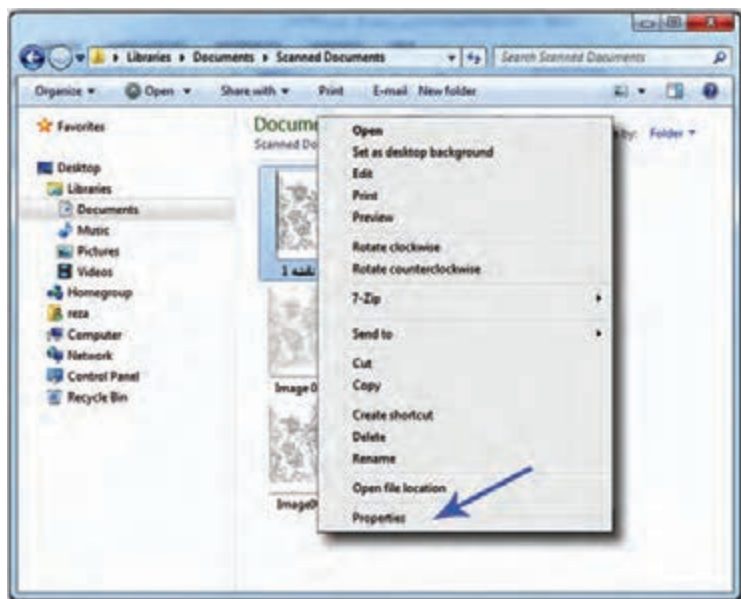 Libraries ▸ Documents ▸ Scanned Documents
Search Scanned Documents
Organize
Open
Share with
Print
E-mail
New folder
Favorites
Desktop
Libraries
Documents
Music
Pictures
Videos
Homegroup
reza
Computer
Network
Control Panel
Recycle Bin
Docume
Scanned Do
by: Folder
1
Image0
Image0
Open
Set as desktop background
Edit
Print
Preview
Rotate clockwise
Rotate counterclockwise
7-Zip
Send to
Cut
Copy
Create shortcut
Delete
Rename
Open file location
Properties